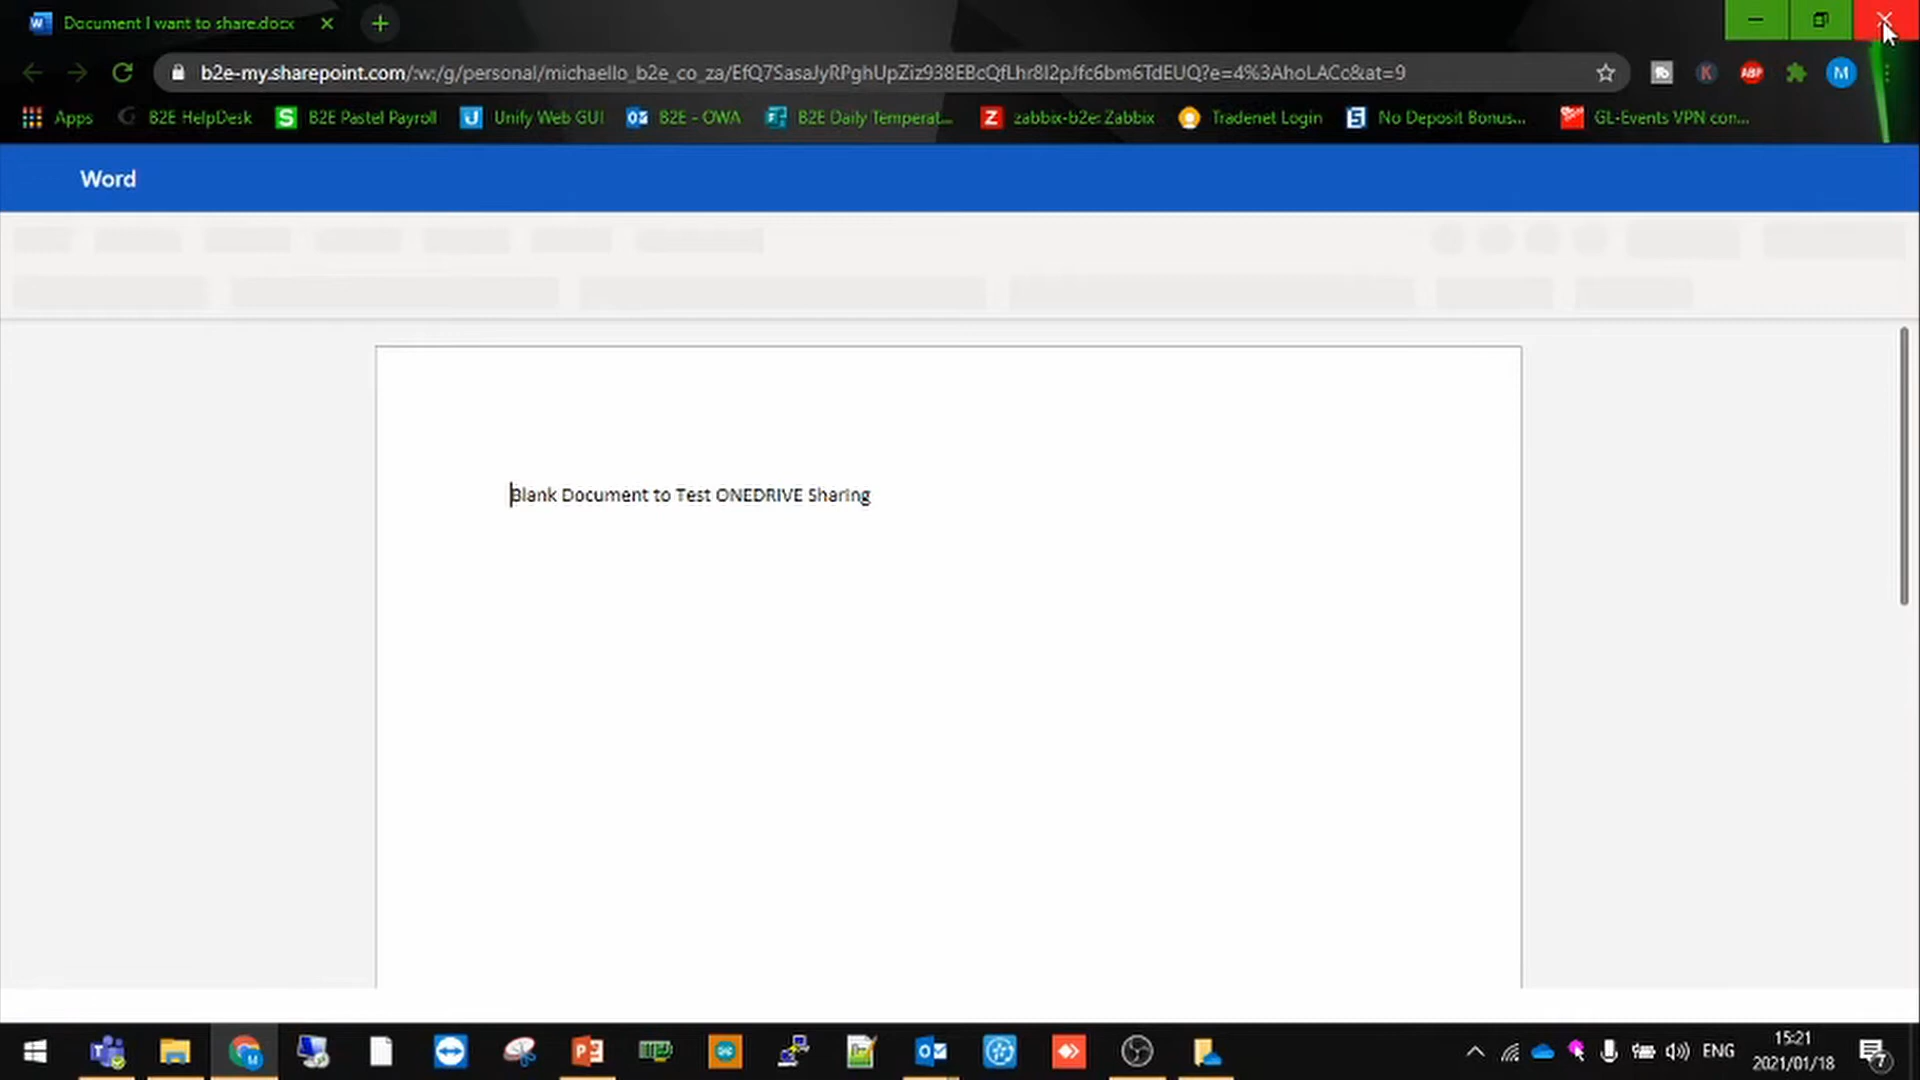 Document I want to share.docx
b2e-my.sharepoint.com/:w:/g/personal/michaello_b2e_co_za/EfQ7SasaJyRPghUpZiz938EBcQfLhr8I2pJfc6bm6TdEUQ?e=4%3AhoLACc&at=9
Apps B2E HelpDesk B2E Pastel Payroll Unify Web GUI B2E - OWA B2E Daily Temperat... zabbix-b2e: Zabbix Tradenet Login No Deposit Bonus... GL-Events VPN con...
Word
Blank Document to Test ONEDRIVE Sharing
ENG
15:21
2021/01/18
7